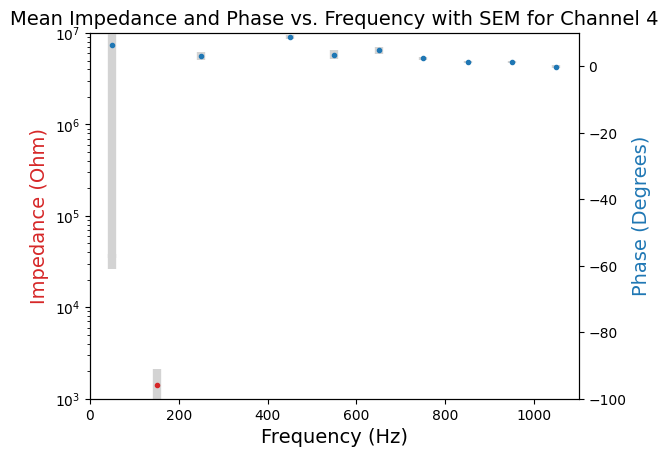 Mean Impedance and Phase vs. Frequency with SEM for Channel 4
10^7
10^6
10^5
10^4
10^3
Impedance (Ohm)
0
−20
−40
−60
−80
−100
Phase (Degrees)
0 200 400 600 800 1000
Frequency (Hz)